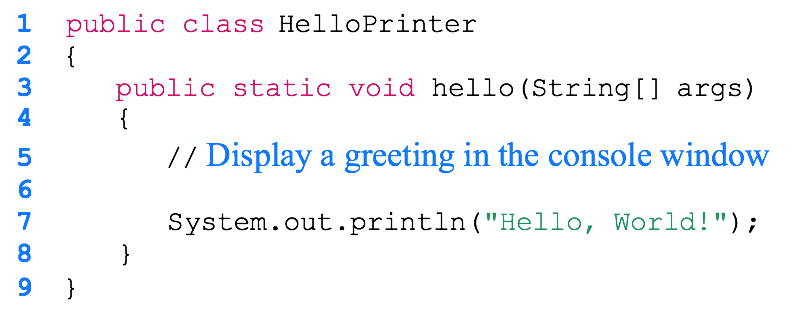 1 public class HelloPrinter
2 {
3 public static void hello(String[] args)
4 {
5 // Display a greeting in the console window
6
7 System.out.println("Hello, World!");
8 }
9 }